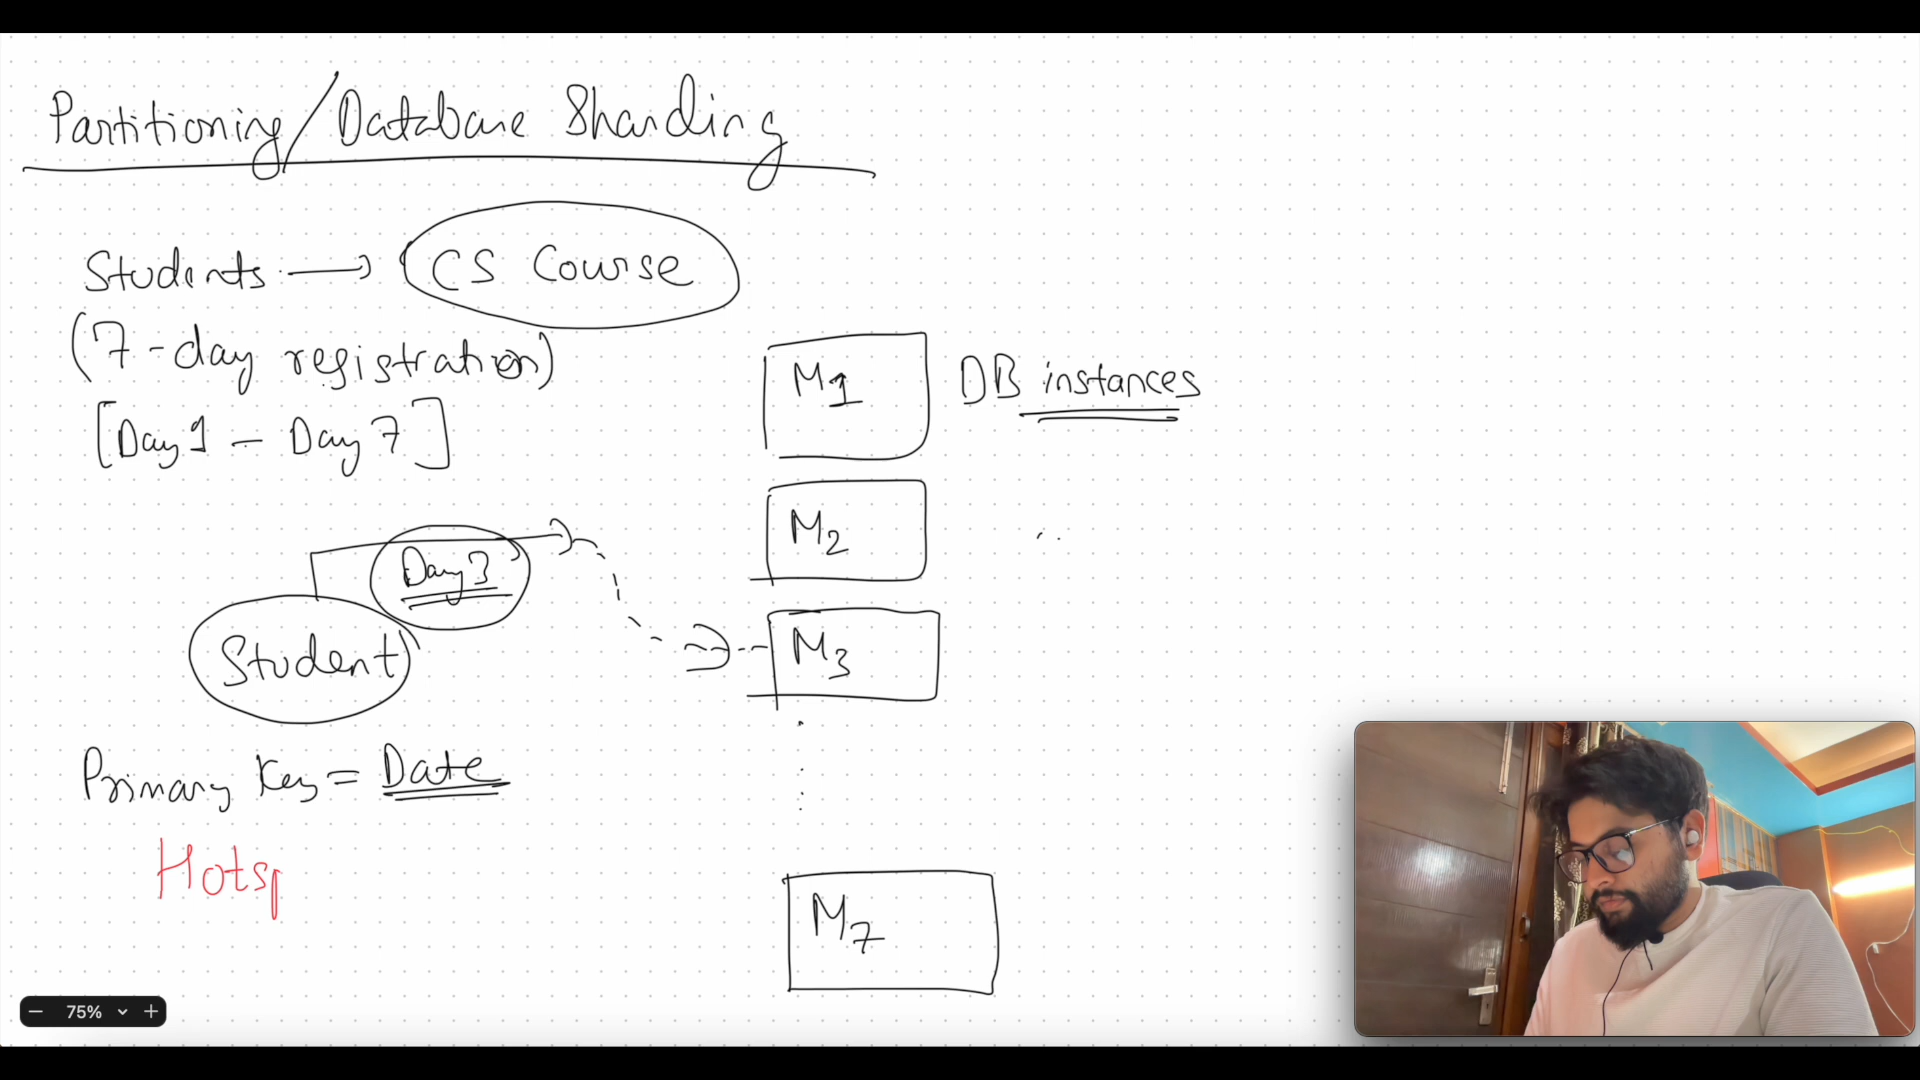 Partitioning/Database Sharding
Students → CS Course
(7-day registration)
[Day 1 - Day 7]
M1
DB instances
M2
Day 3
Student
M3
Primary Key = Date
Hotsp
M7
75%